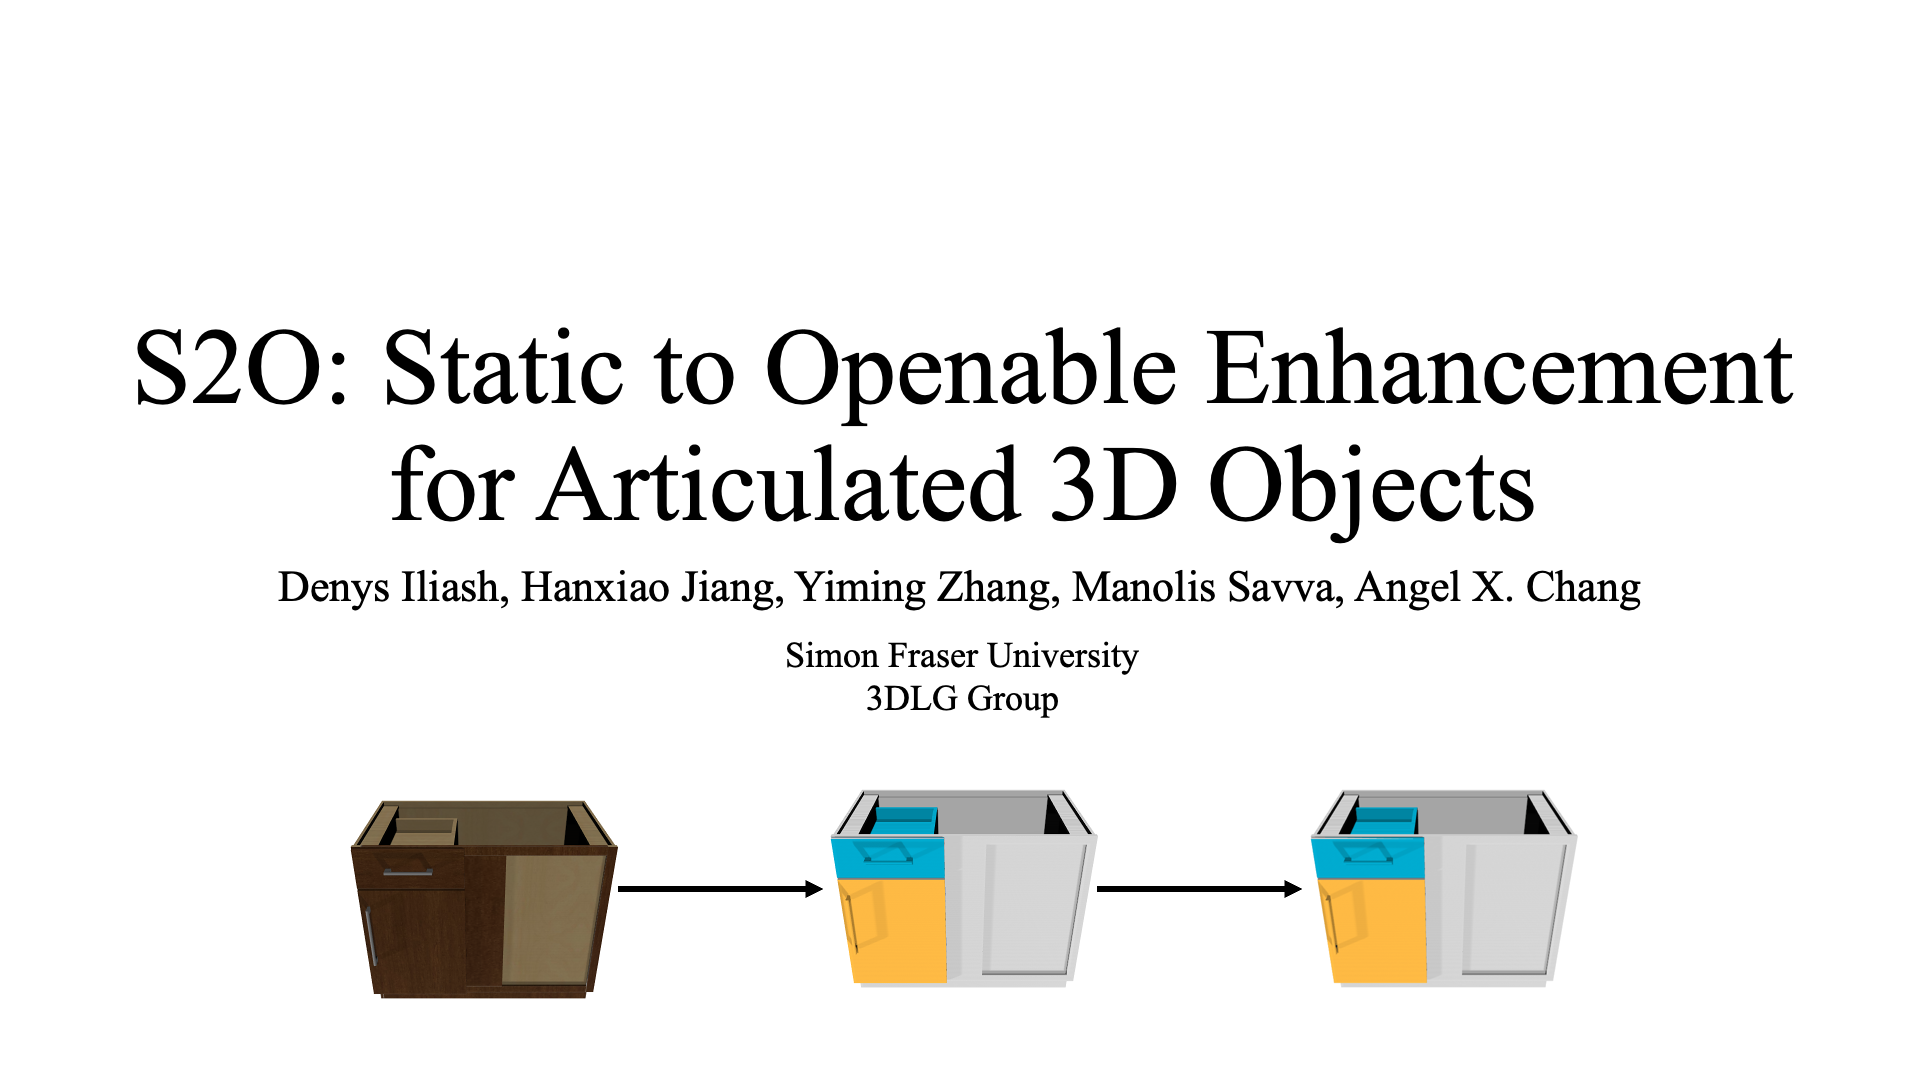 S2O: Static to Openable Enhancement
for Articulated 3D Objects
Denys Iliash, Hanxiao Jiang, Yiming Zhang, Manolis Savva, Angel X. Chang
Simon Fraser University
3DLG Group